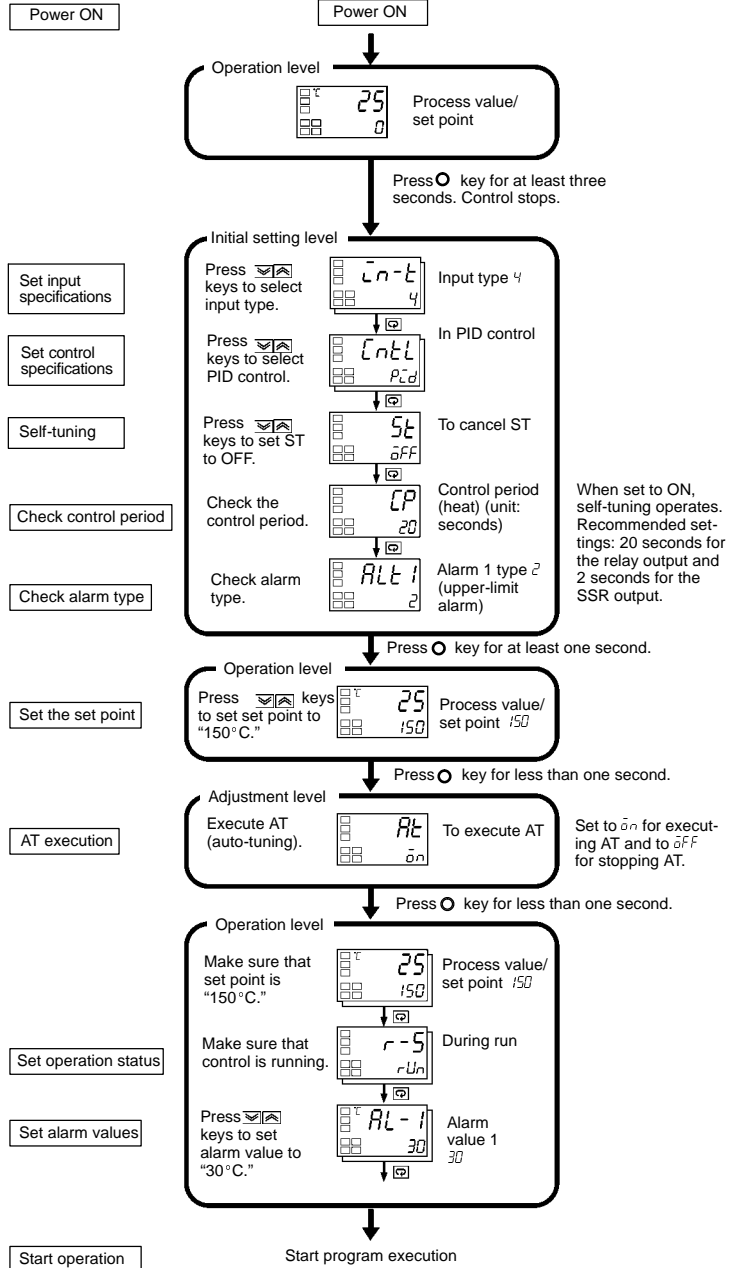 Power ON
Power ON
Operation level
℃ 25
0
Process value/
set point
Press O key for at least three
seconds. Control stops.
Initial setting level
Set input
specifications
Press
keys to select
input type.
in-t
4
Input type 4
Set control
specifications
Press
keys to select
PID control.
CntL
Pid
In PID control
Self-tuning
Press
keys to set ST
to OFF.
St
oFF
To cancel ST
Check control period
Check the
control period.
CP
20
Control period
(heat) (unit:
seconds)
When set to ON,
self-tuning operates.
Recommended set-
tings: 20 seconds for
the relay output and
2 seconds for the
SSR output.
Check alarm type
Check alarm
type.
ALt1
2
Alarm 1 type 2
(upper-limit
alarm)
Press O key for at least one second.
Operation level
Set the set point
Press keys
to set set point to
“150°C.”
℃ 25
150
Process value/
set point 150
Press O key for less than one second.
Adjustment level
AT execution
Execute AT
(auto-tuning).
At
on
To execute AT
Set to on for execut-
ing AT and to oFF
for stopping AT.
Press O key for less than one second.
Operation level
Make sure that
set point is
“150°C.”
℃ 25
150
Process value/
set point 150
Set operation status
Make sure that
control is running.
r-S
rUn
During run
Set alarm values
Press
keys to set
alarm value to
“30°C.”
℃ AL-1
30
Alarm
value 1
30
Start operation
Start program execution